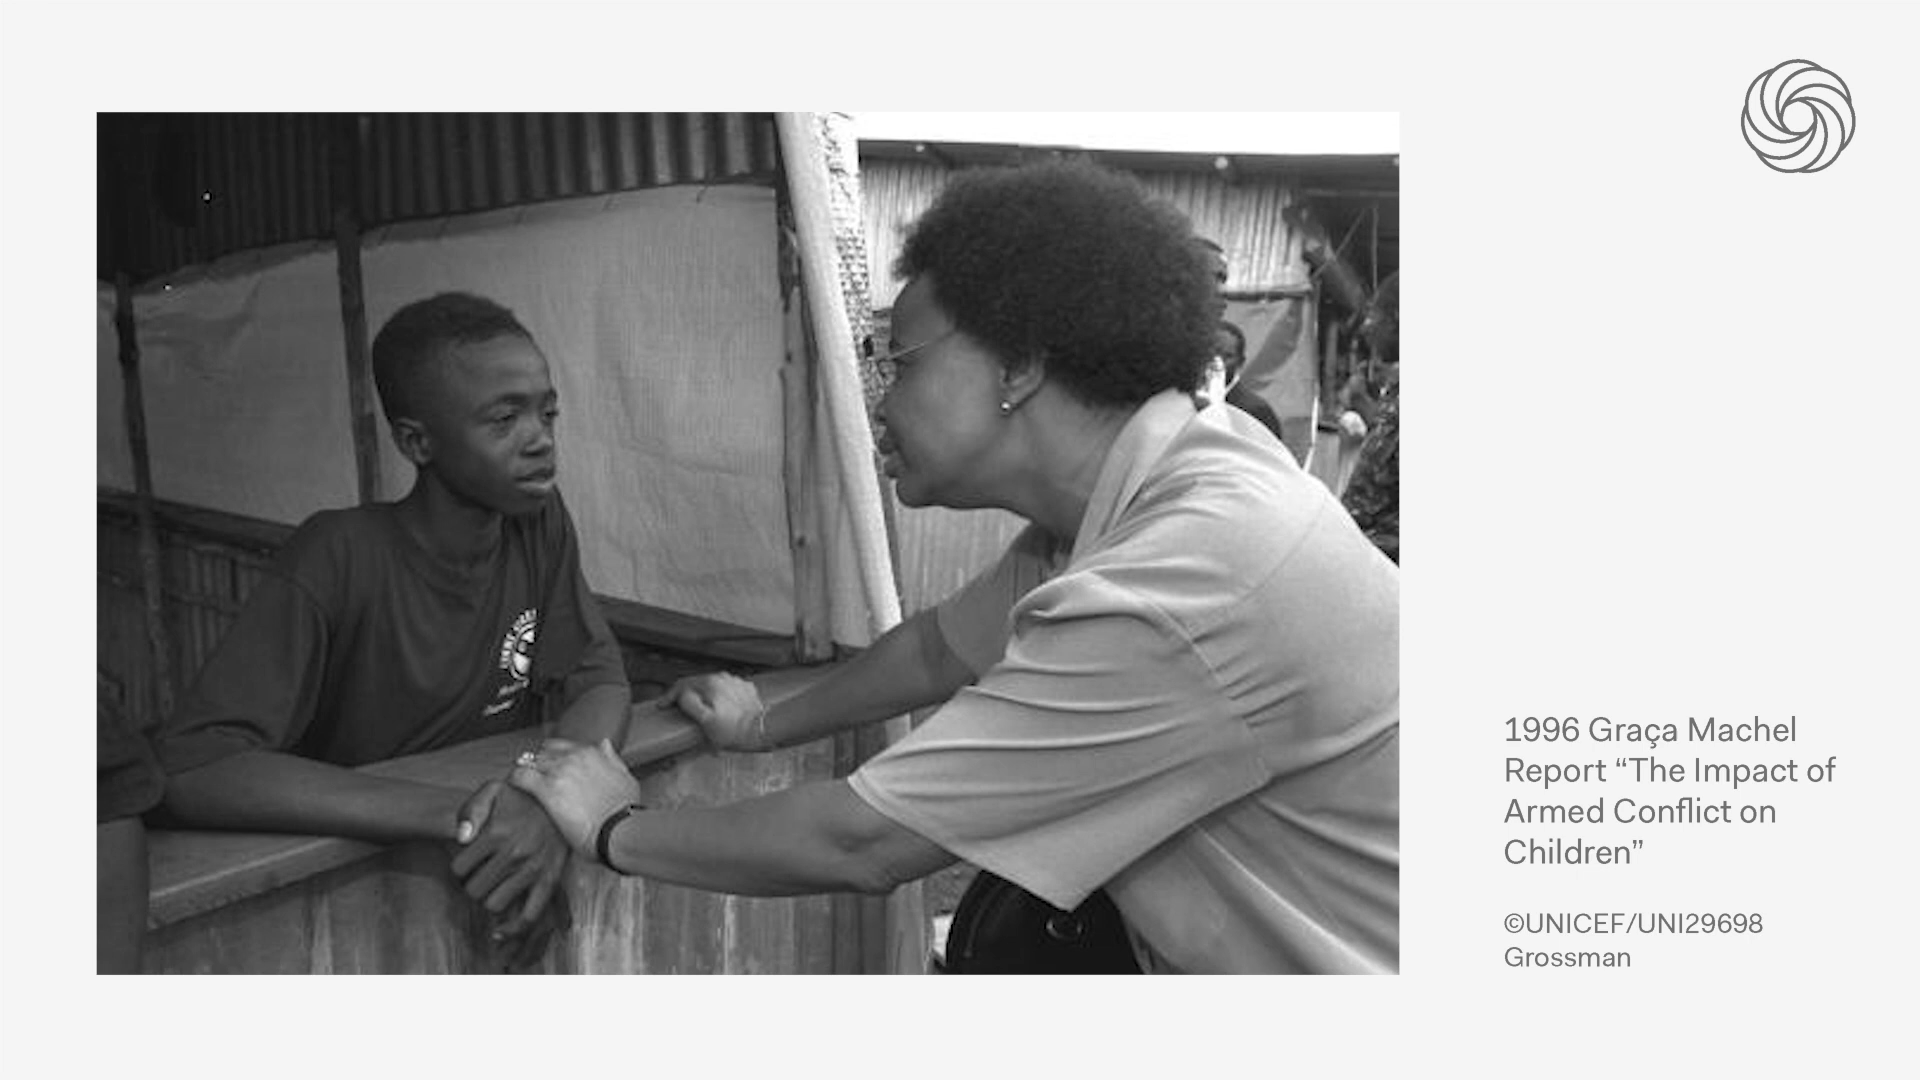 1996 Graça Machel
Report “The Impact of
Armed Conflict on
Children”
©UNICEF/UNI29698
Grossman